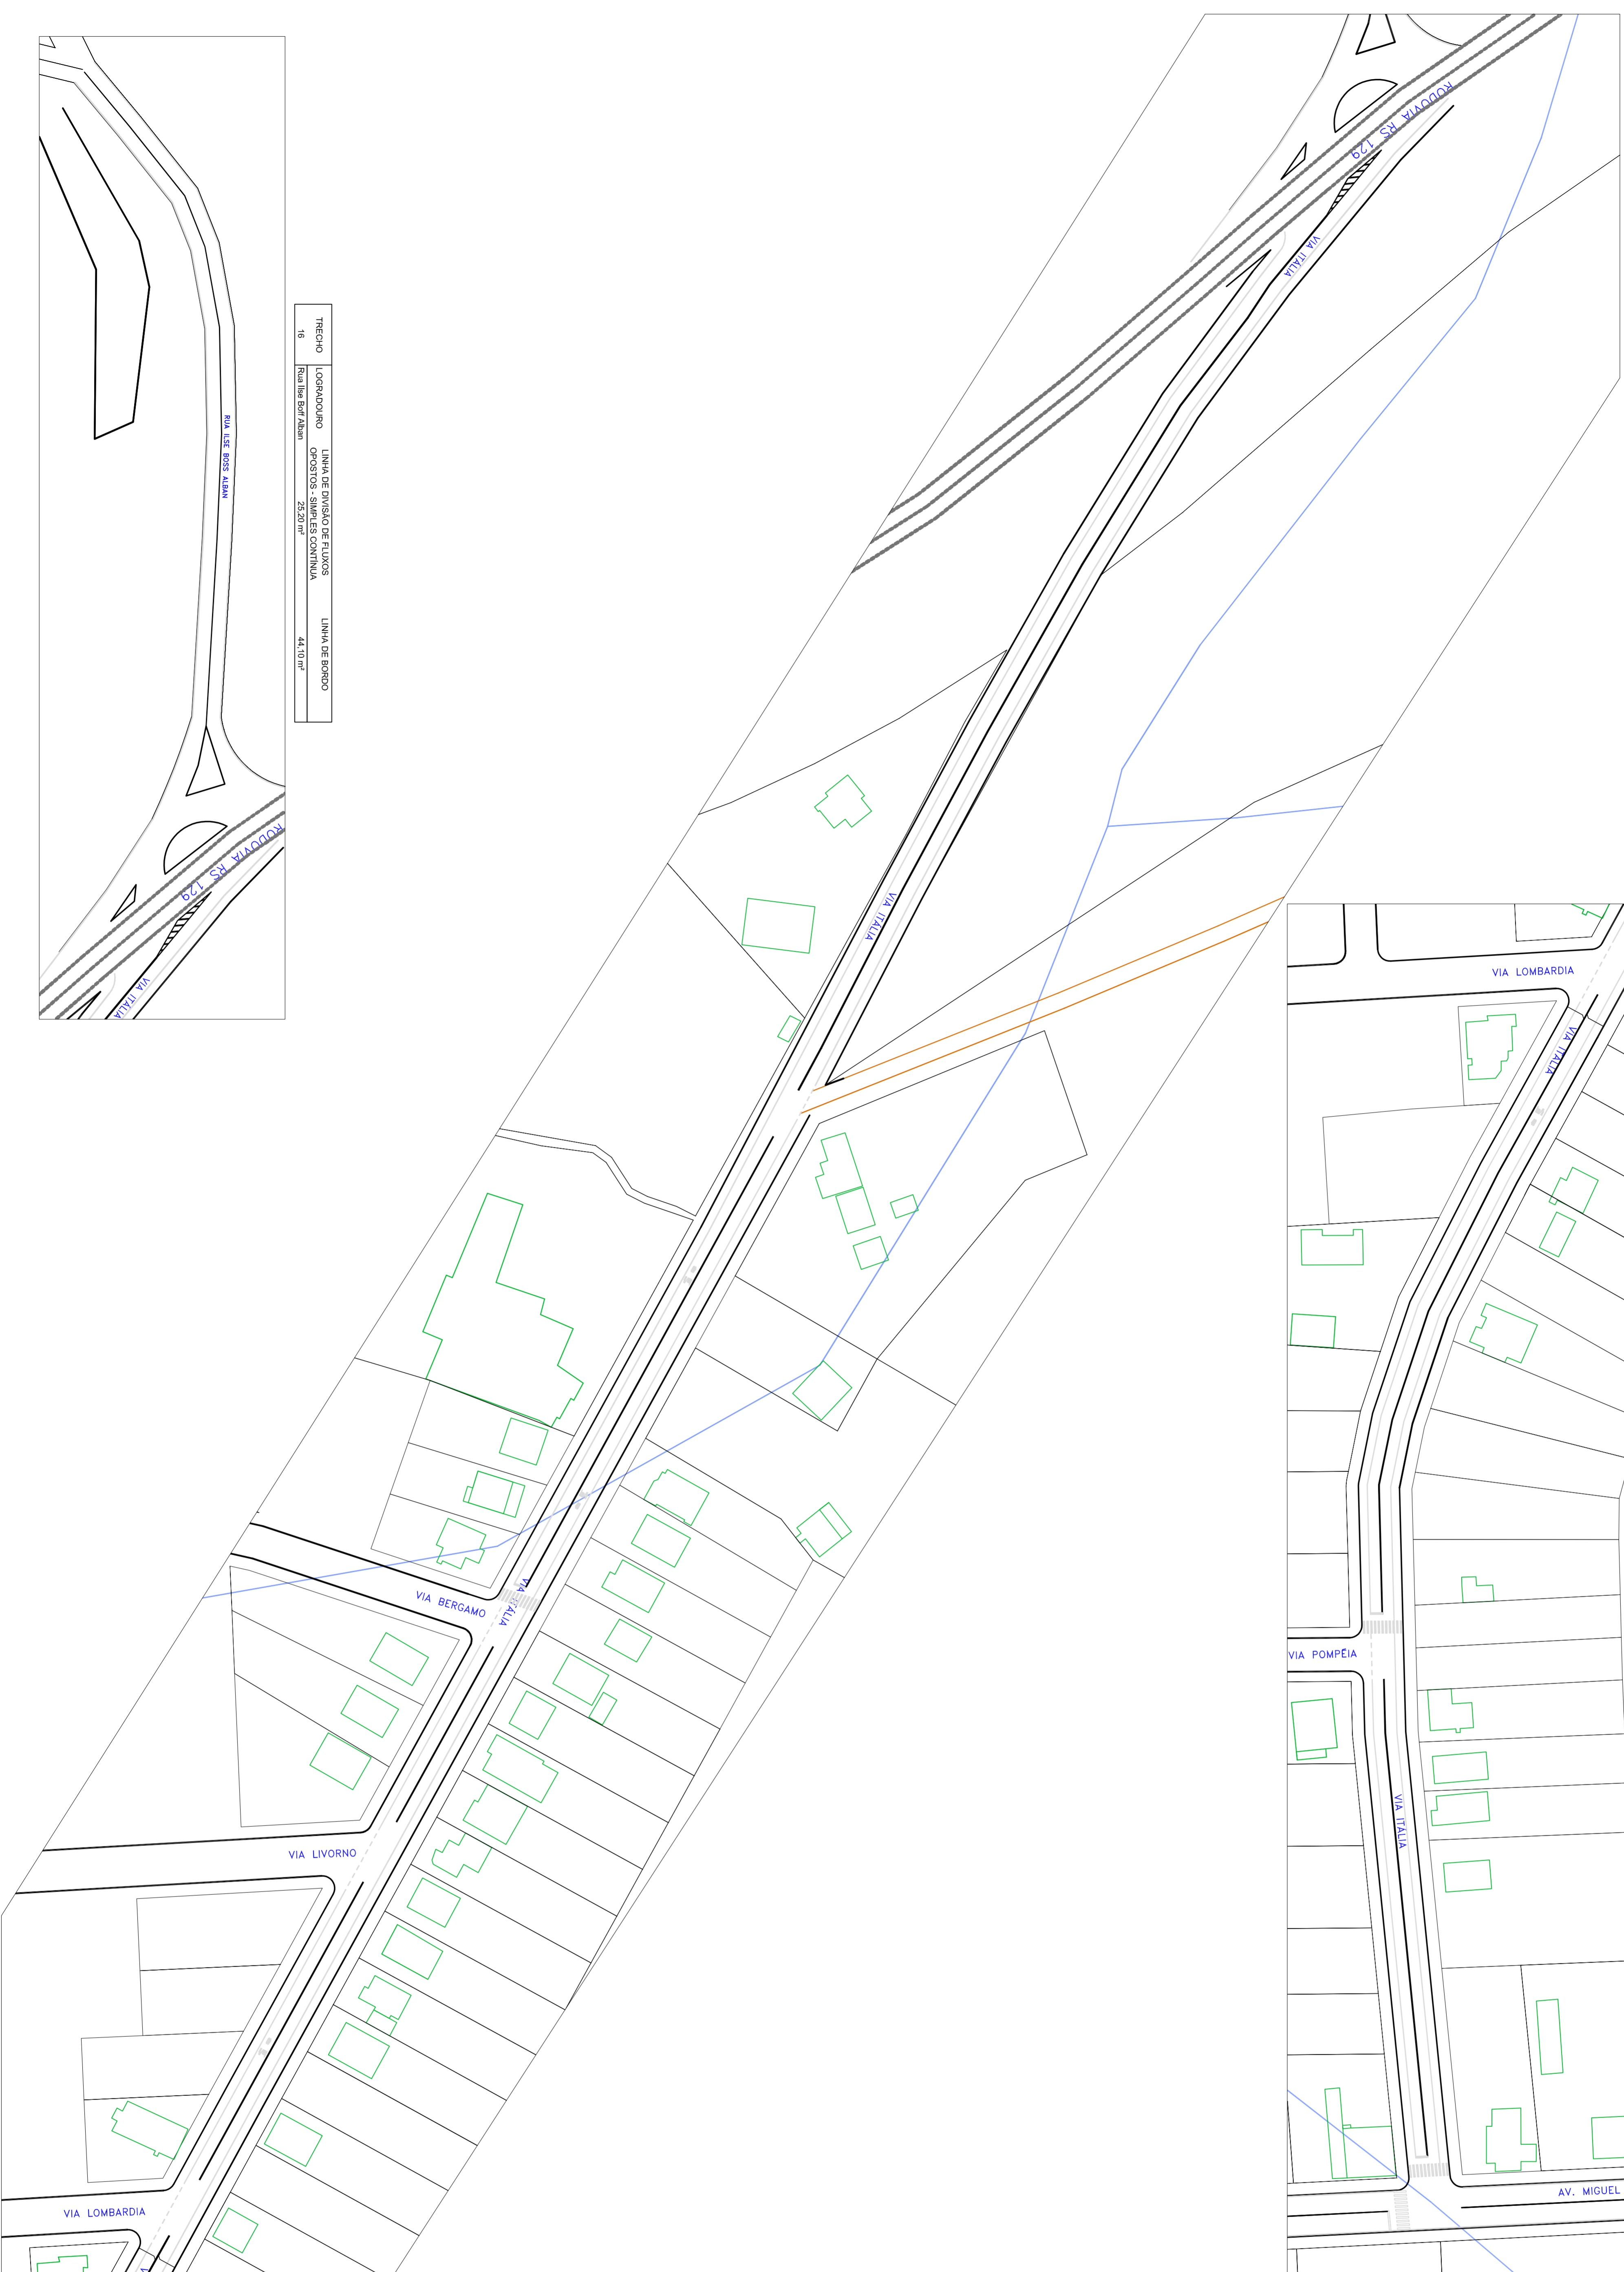 RUA ILSE BOSS ALBAN
RODOVIA RS 129
VIA ITÁLIA
TRECHO
LOGRADOURO
LINHA DE DIVISÃO DE FLUXOS
OPOSTOS - SIMPLES CONTÍNUA
LINHA DE BORDO
16
Rua Ilse Boff Alban
25,20 m²
44,10 m²
RODOVIA RS 129
VIA ITÁLIA
VIA ITÁLIA
VIA ITÁLIA
VIA BERGAMO
VIA LIVORNO
VIA LOMBARDIA
VIA LOMBARDIA
VIA ITÁLIA
VIA POMPÉIA
VIA ITÁLIA
AV. MIGUEL